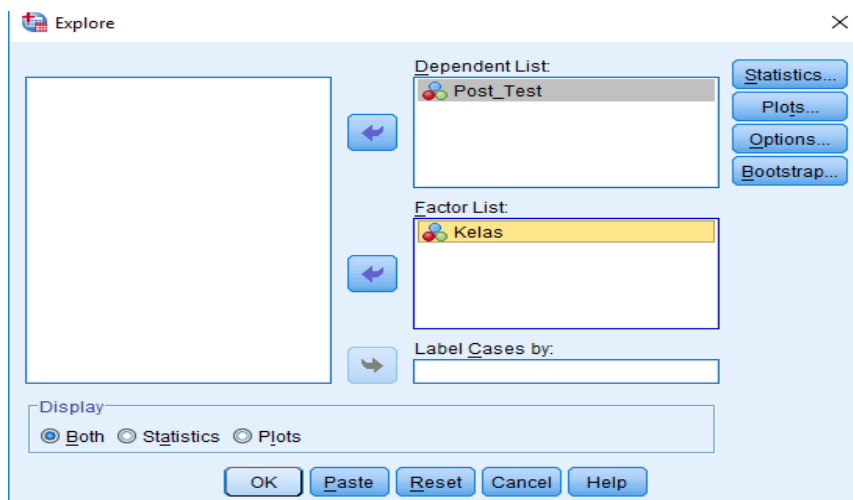 Explore
Dependent List:
Post_Test
Statistics...
Plots...
Options...
Bootstrap...
Factor List:
Kelas
Label Cases by:
Display
Both Statistics Plots
OK Paste Reset Cancel Help